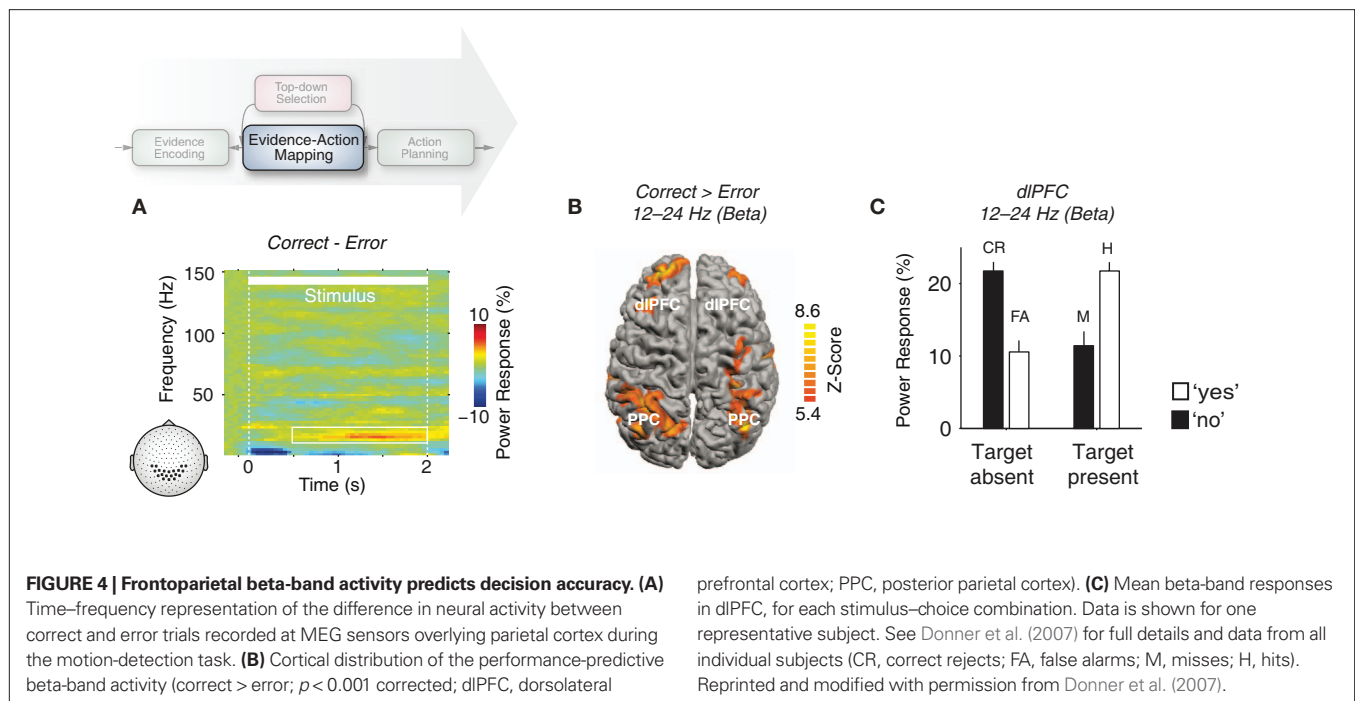 Top-down
Selection
Evidence
Encoding
Evidence-Action
Mapping
Action
Planning
A
Correct - Error
150
100
50
Frequency (Hz)
Stimulus
0
1
2
Time (s)
10
−10
Power Response (%)
B
Correct > Error
12–24 Hz (Beta)
dlPFC
dlPFC
PPC
PPC
8.6
5.4
Z-Score
C
dlPFC
12–24 Hz (Beta)
Power Response (%)
20
10
0
CR
FA
M
H
Target
absent
Target
present
'yes'
'no'
FIGURE 4 | Frontoparietal beta-band activity predicts decision accuracy. (A)
Time–frequency representation of the difference in neural activity between
correct and error trials recorded at MEG sensors overlying parietal cortex during
the motion-detection task. (B) Cortical distribution of the performance-predictive
beta-band activity (correct > error; p < 0.001 corrected; dlPFC, dorsolateral
prefrontal cortex; PPC, posterior parietal cortex). (C) Mean beta-band responses
in dlPFC, for each stimulus–choice combination. Data is shown for one
representative subject. See Donner et al. (2007) for full details and data from all
individual subjects (CR, correct rejects; FA, false alarms; M, misses; H, hits).
Reprinted and modified with permission from Donner et al. (2007).